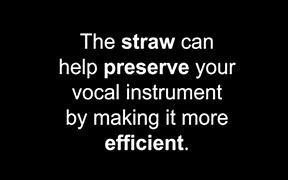 The straw can
help preserve your
vocal instrument
by making it more
efficient.